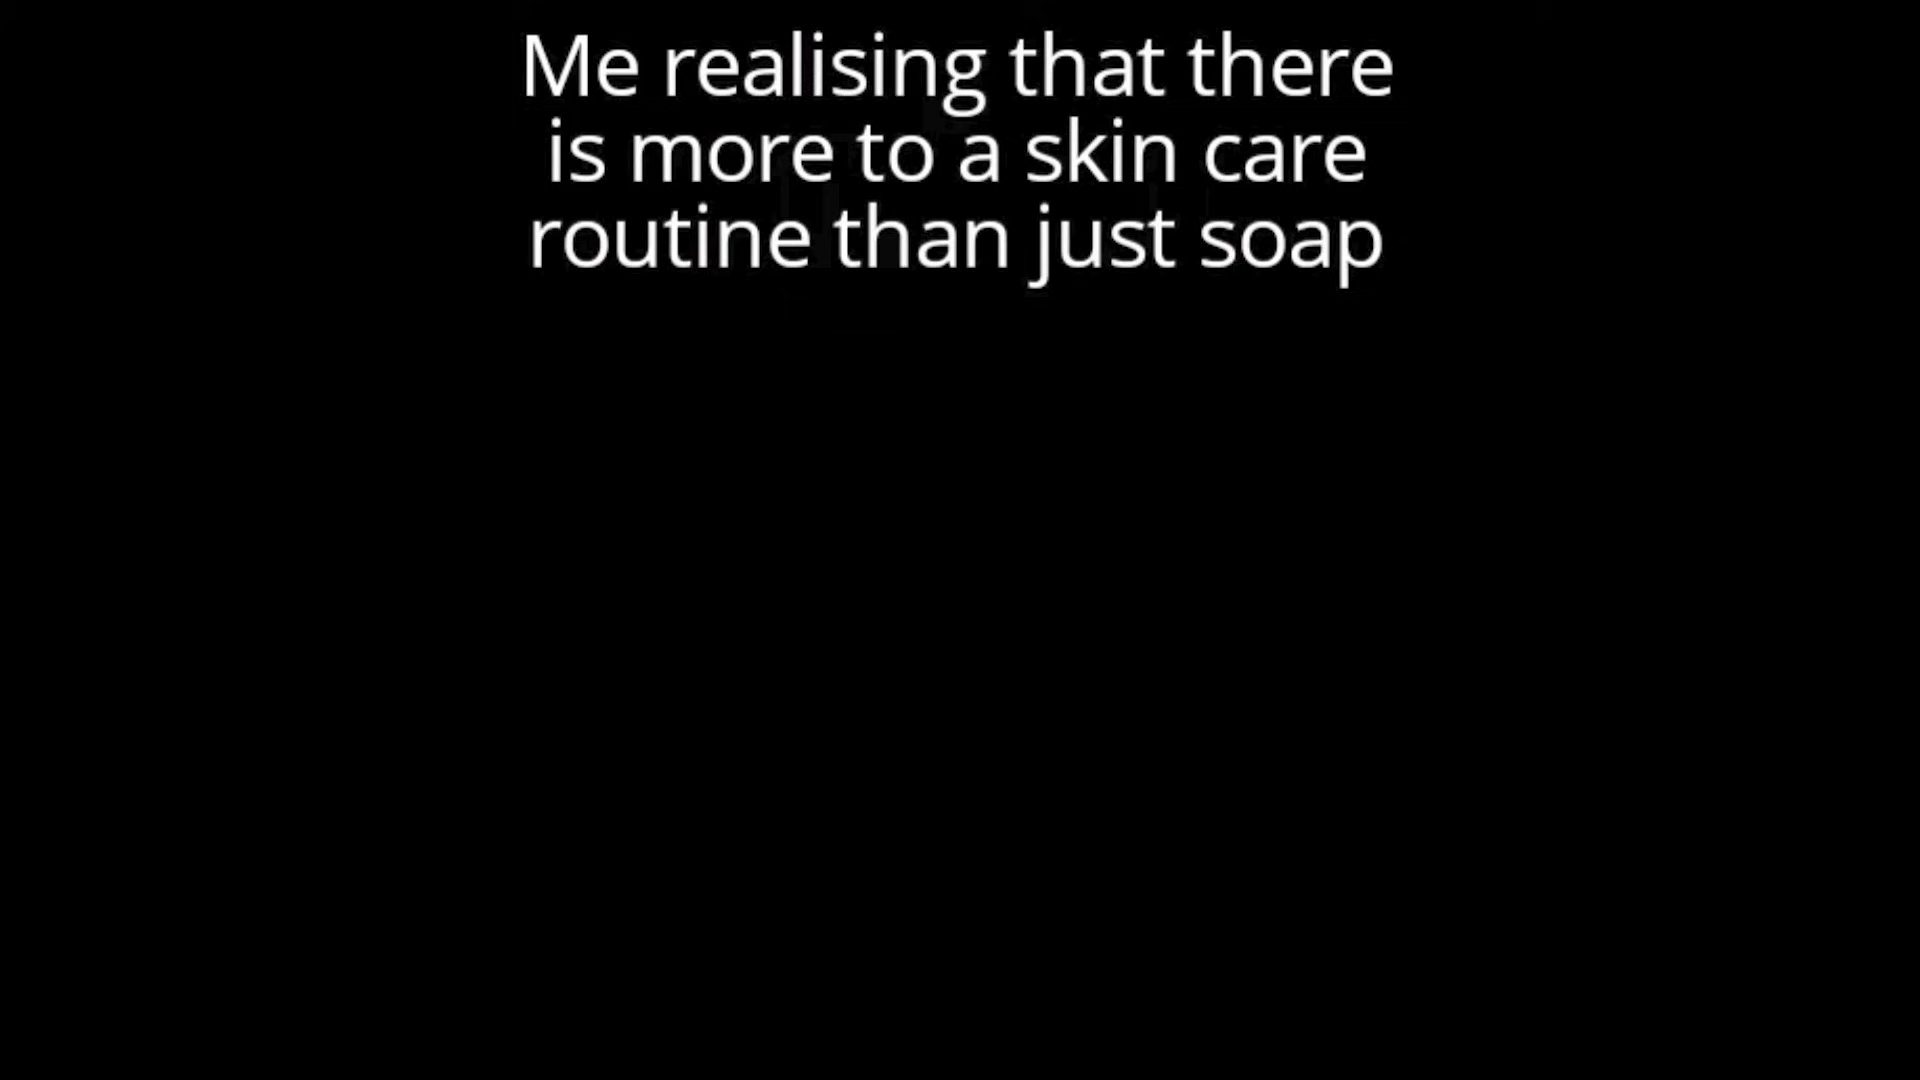 Me realising that there
is more to a skin care
routine than just soap